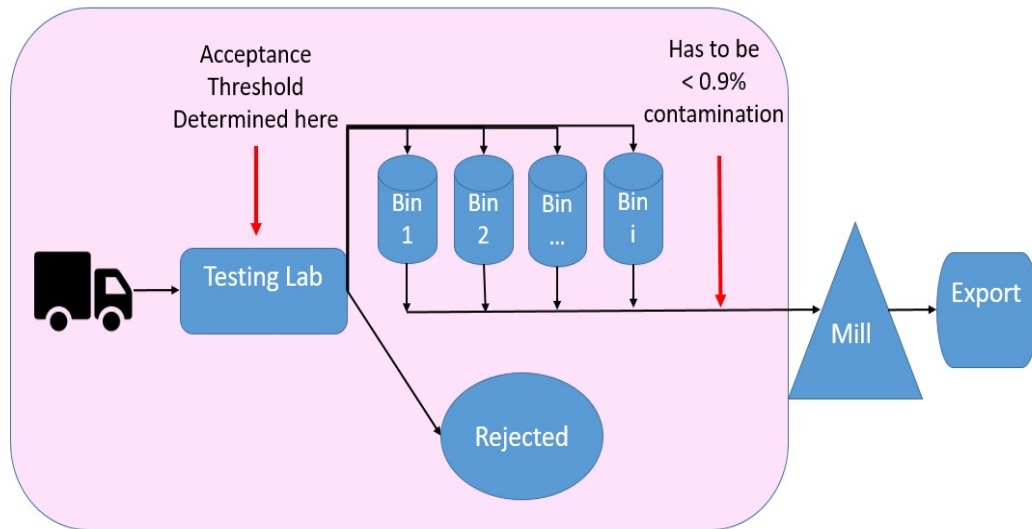 Acceptance
Threshold
Determined here
Has to be
< 0.9%
contamination
Bin
1
Bin
2
Bin
...
Bin
i
Testing Lab
Rejected
Mill
Export